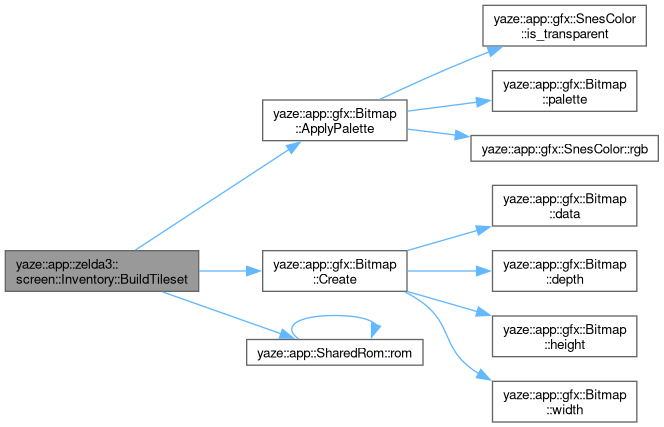 yaze::app::zelda3::
screen::Inventory::BuildTileset
yaze::app::gfx::Bitmap
::ApplyPalette
yaze::app::gfx::SnesColor
::is_transparent
yaze::app::gfx::Bitmap
::palette
yaze::app::gfx::SnesColor::rgb
yaze::app::gfx::Bitmap
::Create
yaze::app::gfx::Bitmap
::data
yaze::app::gfx::Bitmap
::depth
yaze::app::gfx::Bitmap
::height
yaze::app::gfx::Bitmap
::width
yaze::app::SharedRom::rom